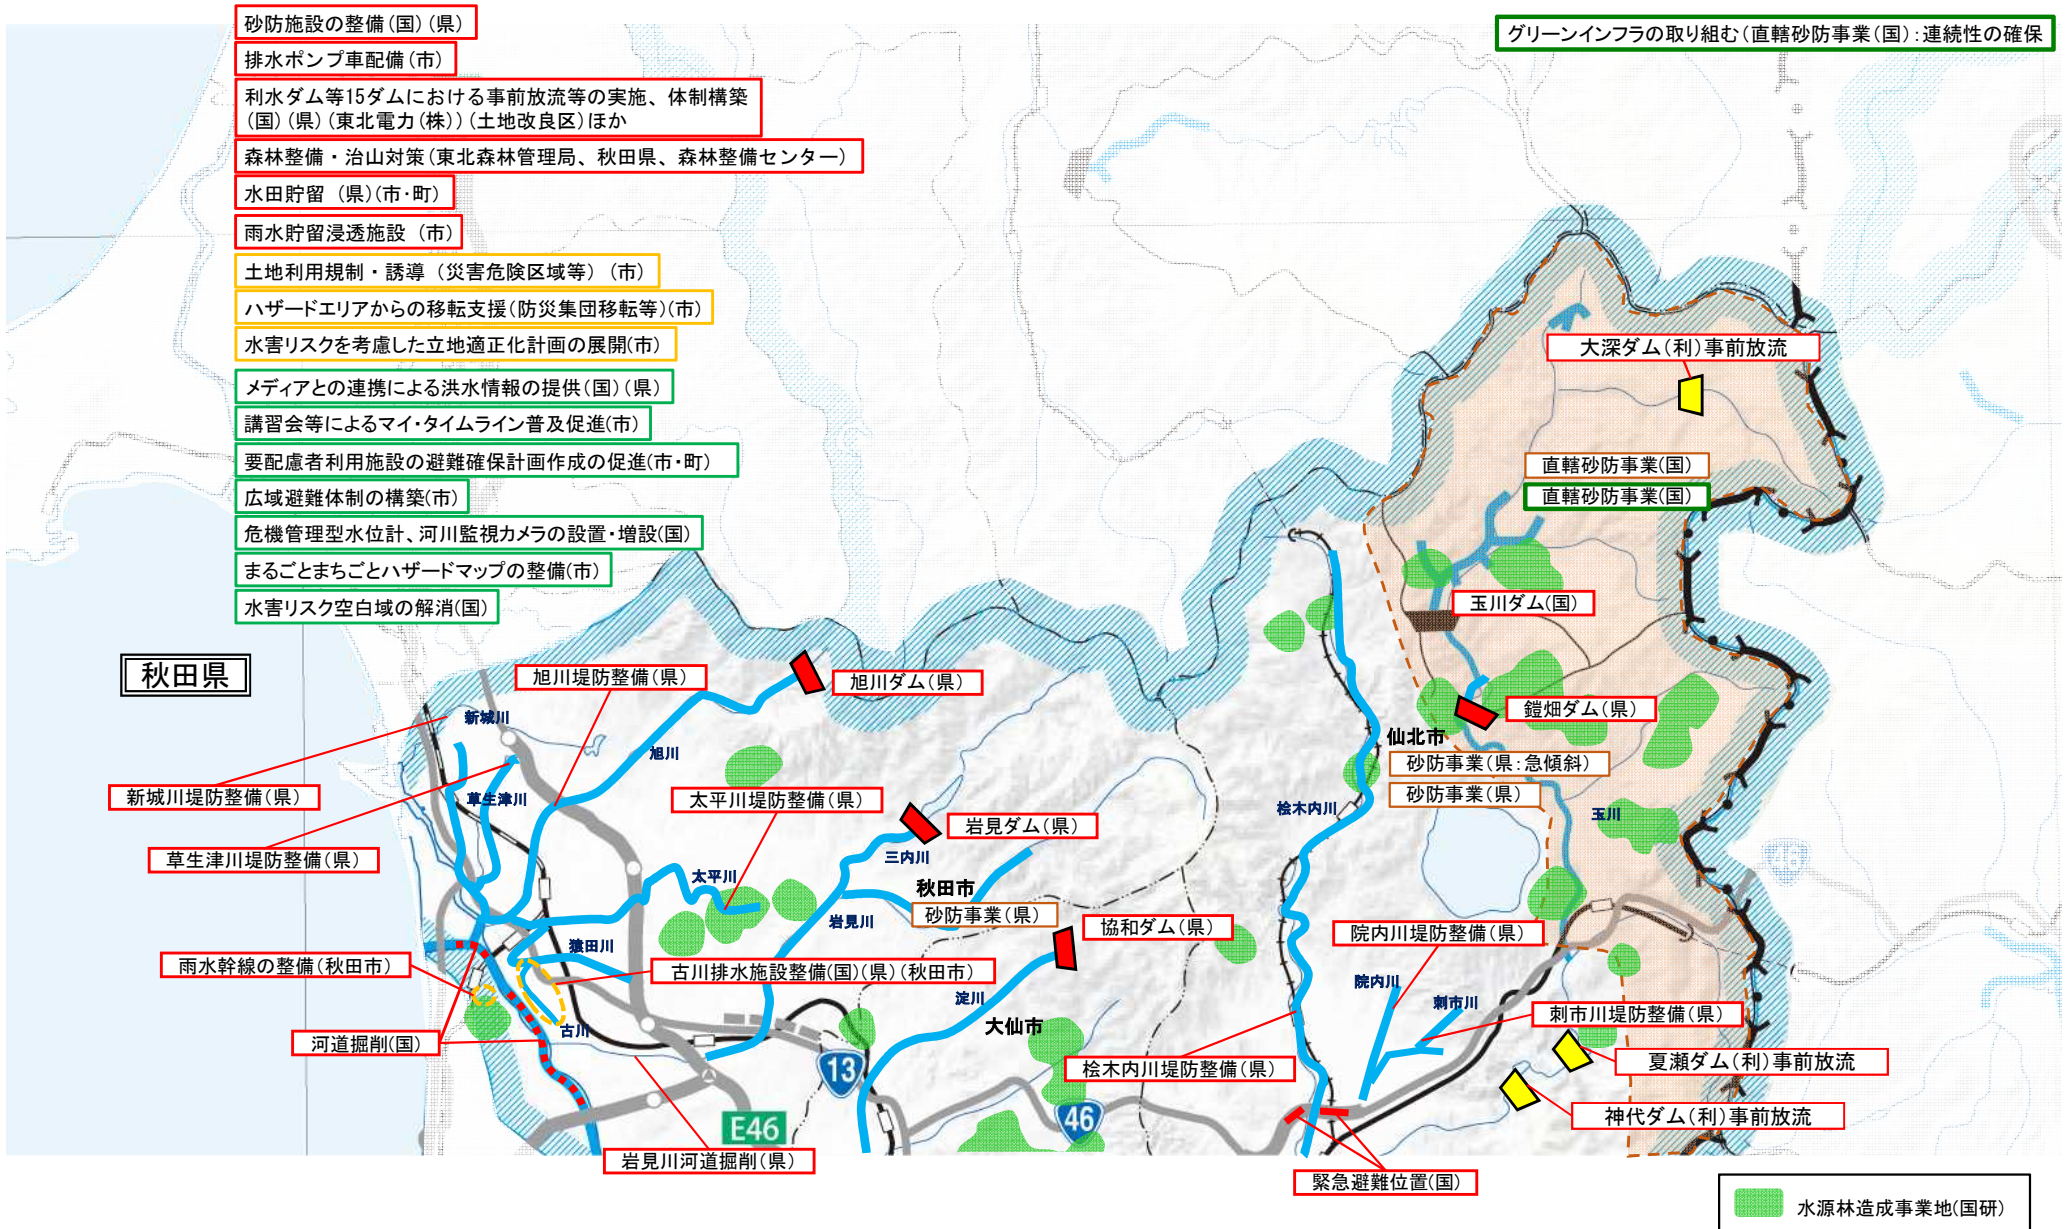 砂防施設の整備(国)(県)
排水ポンプ車配備(市)
利水ダム等15ダムにおける事前放流等の実施、体制構築
(国)(県)(東北電力(株))(土地改良区)ほか
森林整備・治山対策(東北森林管理局、秋田県、森林整備センター)
水田貯留 (県)(市・町)
雨水貯留浸透施設 (市)
土地利用規制・誘導 (災害危険区域等) (市)
ハザードエリアからの移転支援(防災集団移転等)(市)
水害リスクを考慮した立地適正化計画の展開(市)
メディアとの連携による洪水情報の提供(国)(県)
講習会等によるマイ・タイムライン普及促進(市)
要配慮者利用施設の避難確保計画作成の促進(市・町)
広域避難体制の構築(市)
危機管理型水位計、河川監視カメラの設置・増設(国)
まるごとまちごとハザードマップの整備(市)
水害リスク空白域の解消(国)
グリーンインフラの取り組む(直轄砂防事業(国):連続性の確保
大深ダム(利)事前放流
直轄砂防事業(国)
直轄砂防事業(国)
玉川ダム(国)
秋田県
旭川堤防整備(県)
旭川ダム(県)
鎧畑ダム(県)
新城川
旭川
仙北市
砂防事業(県:急傾斜)
砂防事業(県)
新城川堤防整備(県)
草生津川
太平川堤防整備(県)
岩見ダム(県)
桧木内川
玉川
草生津川堤防整備(県)
三内川
太平川
秋田市
砂防事業(県)
岩見川
協和ダム(県)
院内川堤防整備(県)
猿田川
雨水幹線の整備(秋田市)
古川排水施設整備(国)(県)(秋田市)
院内川
淀川
刺市川
大仙市
古川
刺市川堤防整備(県)
河道掘削(国)
夏瀬ダム(利)事前放流
13
桧木内川堤防整備(県)
46
神代ダム(利)事前放流
E46
岩見川河道掘削(県)
緊急避難位置(国)
水源林造成事業地(国研)